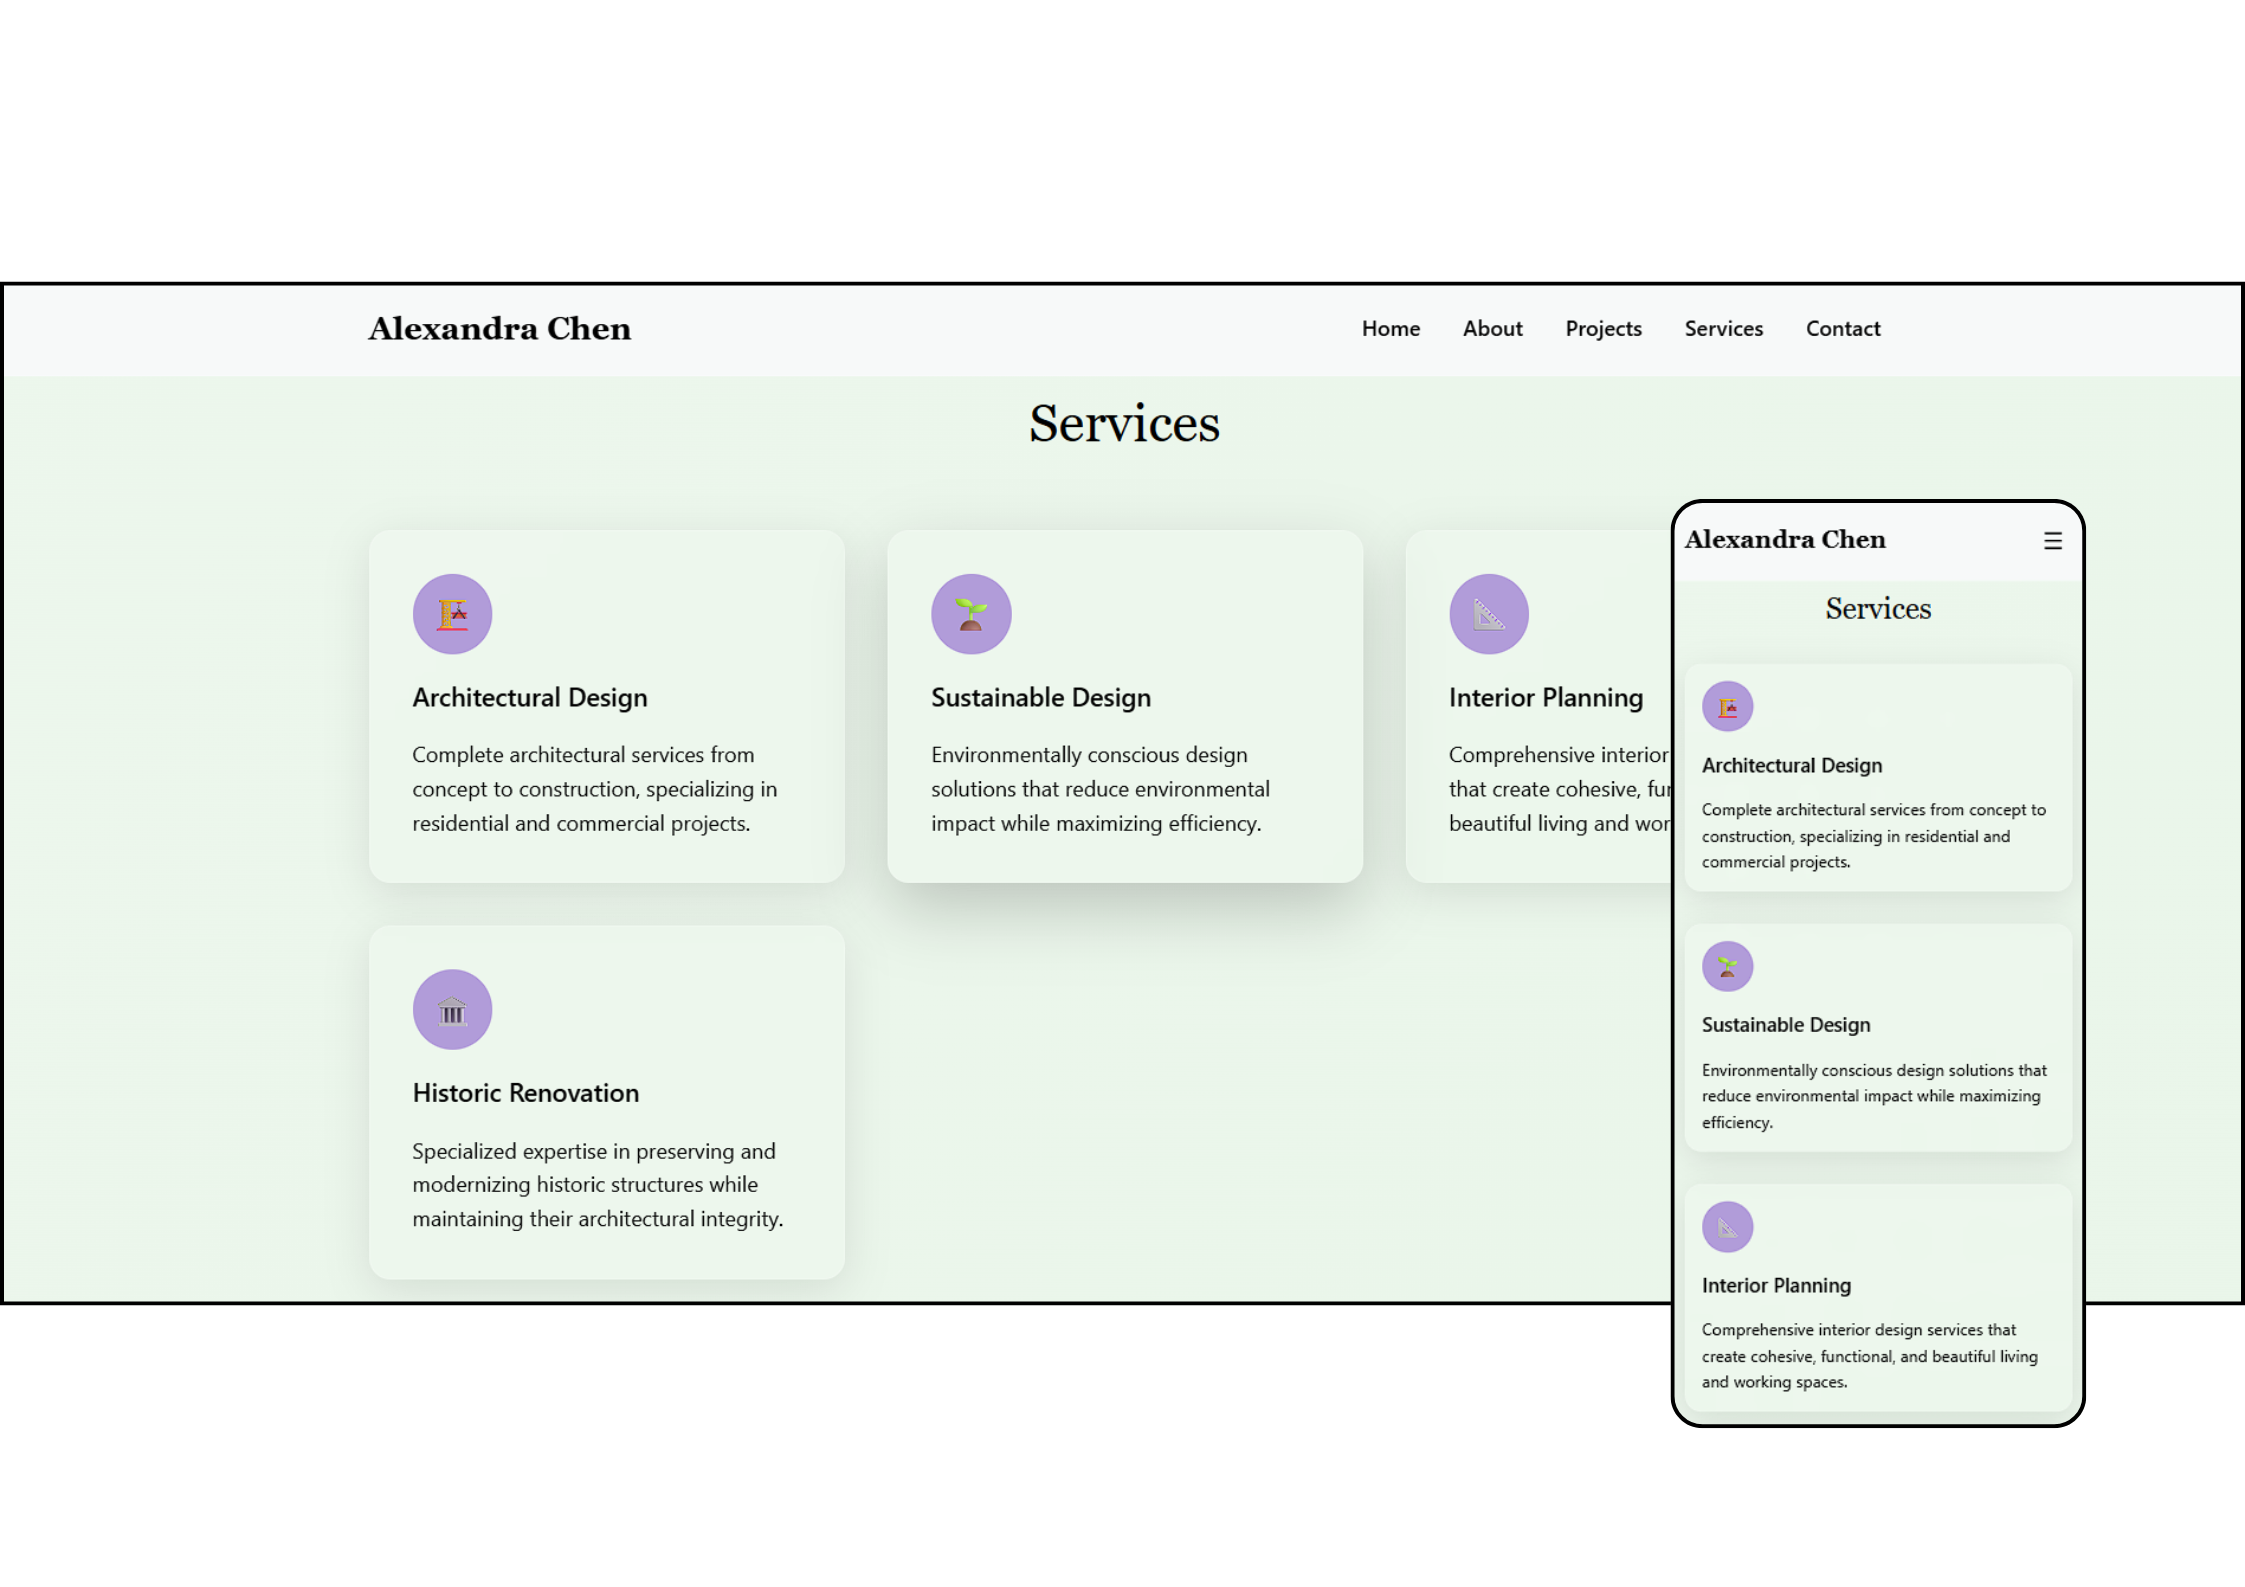 Alexandra Chen
Home About Projects Services Contact
Services
Architectural Design
Complete architectural services from
concept to construction, specializing in
residential and commercial projects.
Sustainable Design
Environmentally conscious design
solutions that reduce environmental
impact while maximizing efficiency.
Interior Planning
Comprehensive interior
that create cohesive,
beautiful living and
Historic Renovation
Specialized expertise in preserving and
modernizing historic structures while
maintaining their architectural integrity.
Alexandra Chen
Services
Architectural Design
Complete architectural services from concept to
construction, specializing in residential and
commercial projects.
Sustainable Design
Environmentally conscious design solutions that
reduce environmental impact while maximizing
efficiency.
Interior Planning
Comprehensive interior design services that
create cohesive, functional, and beautiful living
and working spaces.